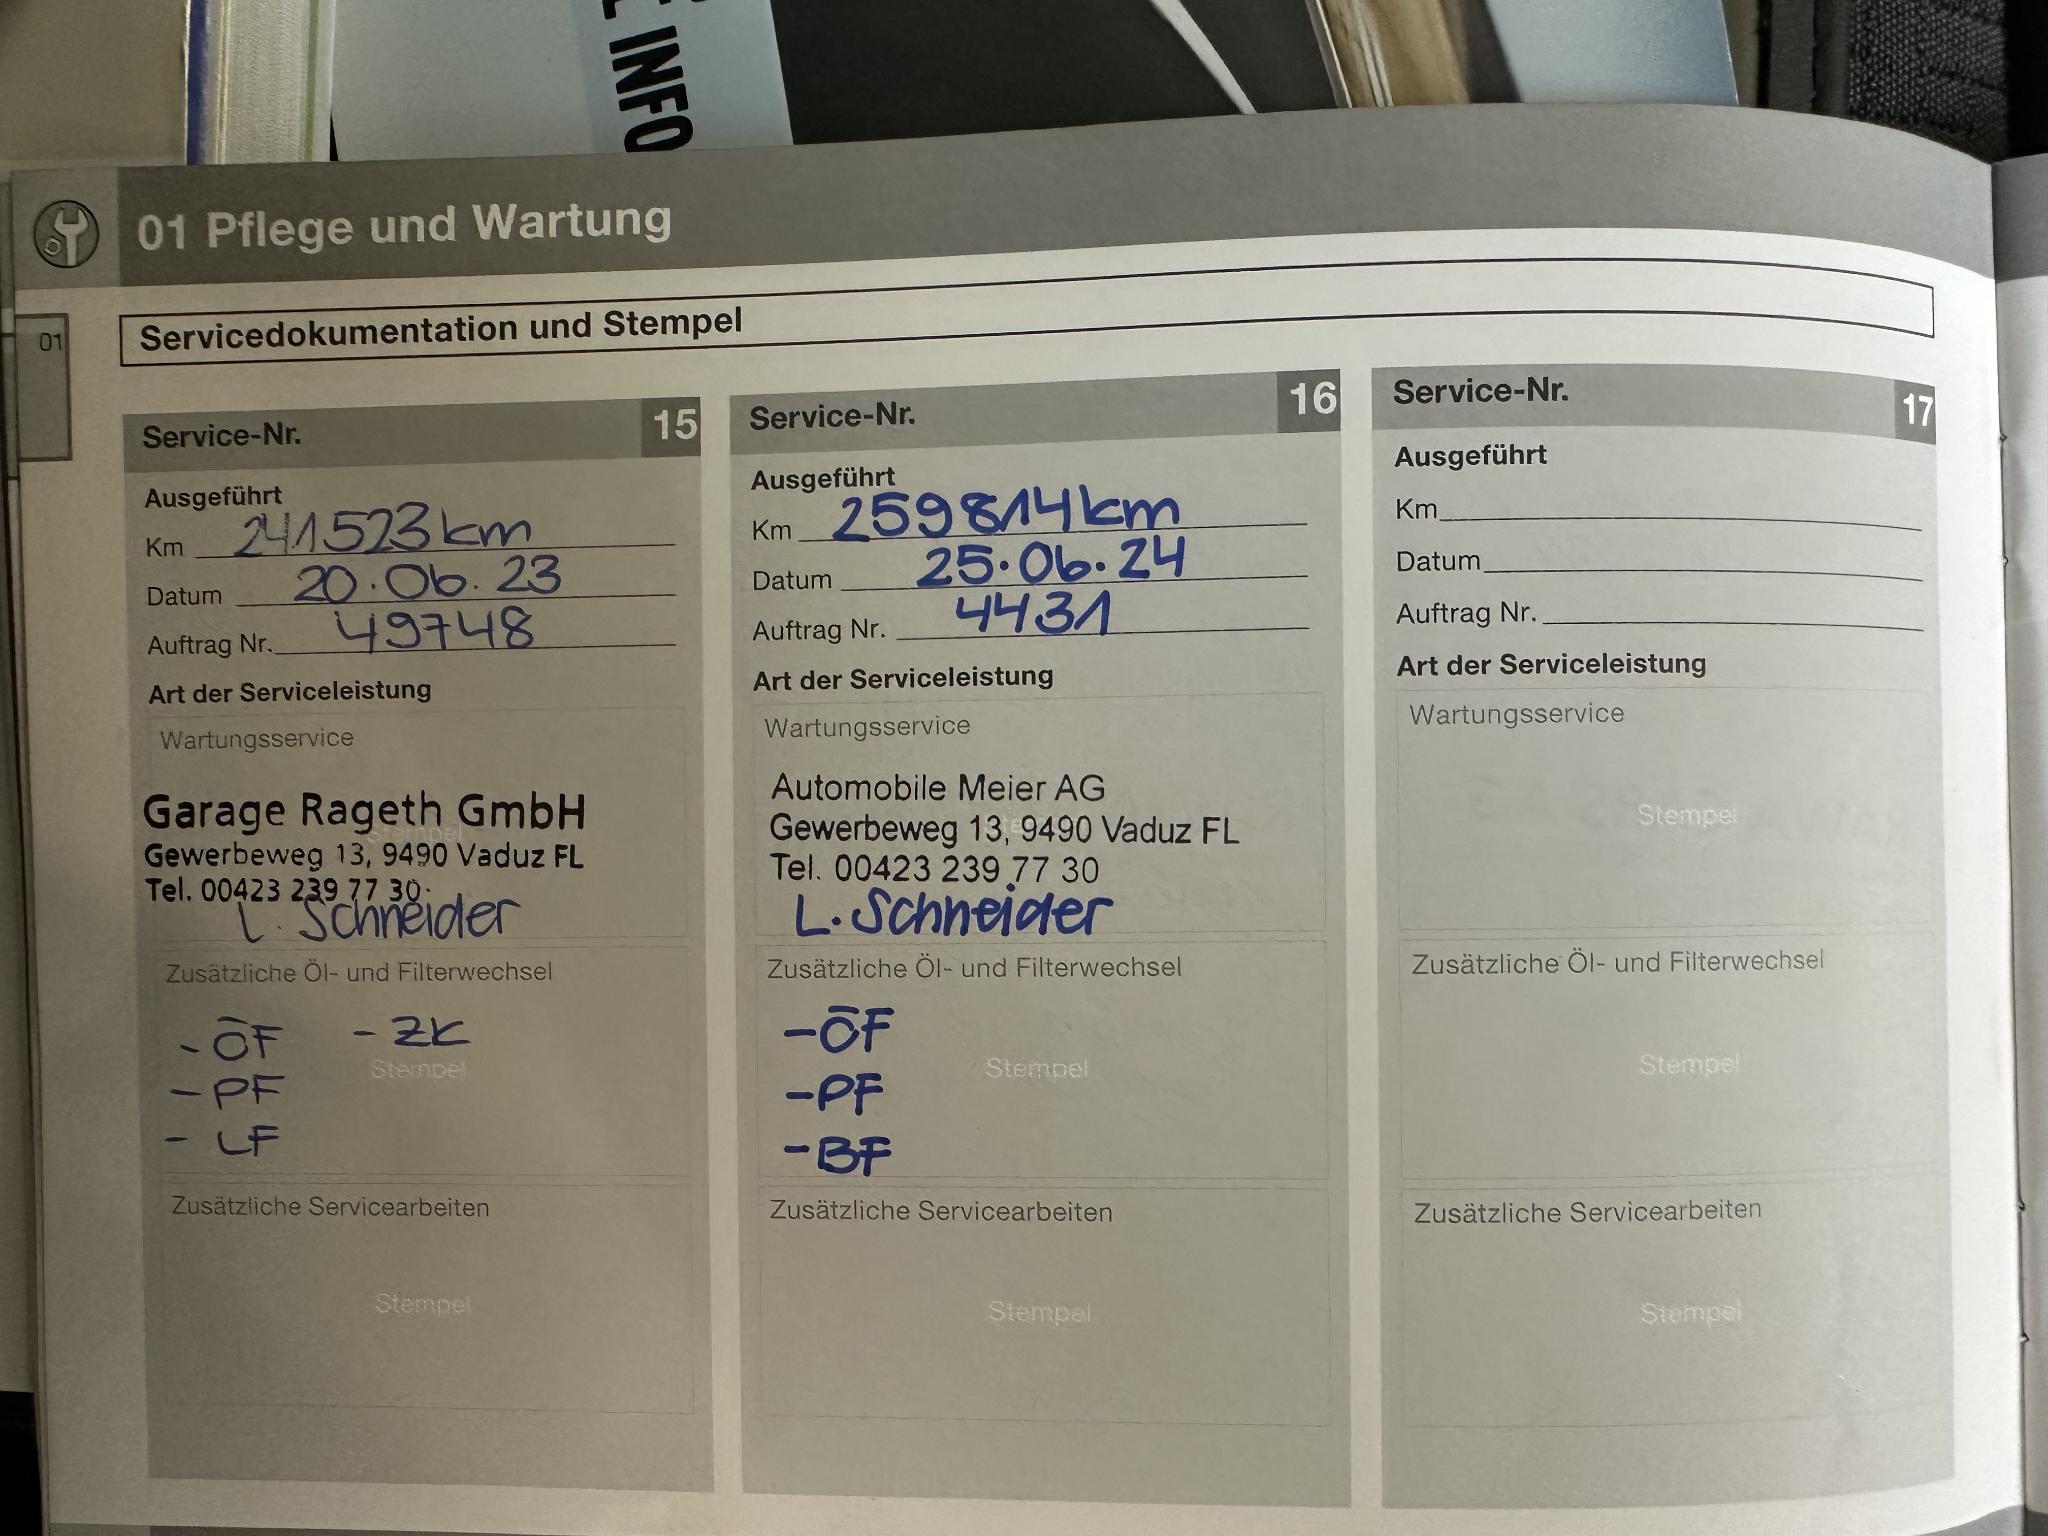 E INFO
01 Pflege und Wartung
01
Servicedokumentation und Stempel
Service-Nr. 15
Ausgeführt
Km 241523km
Datum 20.06.23
Auftrag Nr. 49748
Art der Serviceleistung
Wartungsservice
Stempel
Garage Rageth GmbH
Gewerbeweg 13, 9490 Vaduz FL
Tel. 00423 239 77 30
L. Schneider
Zusätzliche Öl- und Filterwechsel
- ÖF - ZK
Stempel
- PF
- LF
Zusätzliche Servicearbeiten
Stempel
Service-Nr. 16
Ausgeführt
Km 259814km
Datum 25.06.24
Auftrag Nr. 4431
Art der Serviceleistung
Wartungsservice
Automobile Meier AG
Gewerbeweg 13, 9490 Vaduz FL
Tel. 00423 239 77 30
L. Schneider
Zusätzliche Öl- und Filterwechsel
- ÖF
Stempel
- PF
- BF
Zusätzliche Servicearbeiten
Stempel
Service-Nr. 17
Ausgeführt
Km
Datum
Auftrag Nr.
Art der Serviceleistung
Wartungsservice
Stempel
Zusätzliche Öl- und Filterwechsel
Stempel
Zusätzliche Servicearbeiten
Stempel